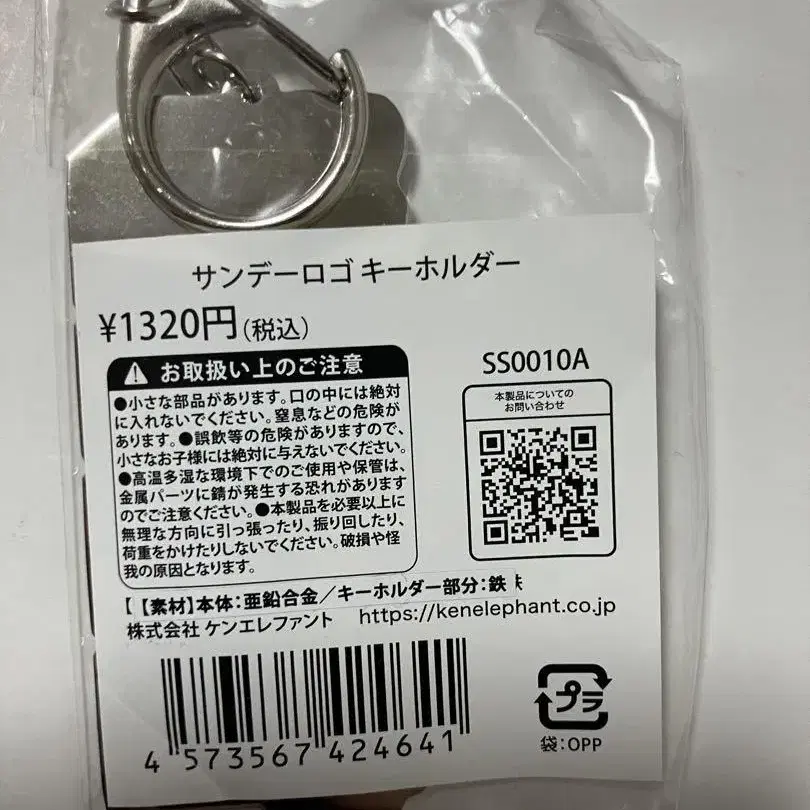 サンデーロゴ キーホルダー
¥1320円(税込)
お取扱い上のご注意
●小さな部品があります。口の中には絶対
に入れないでください。窒息などの危険が
あります。●誤飲等の危険がありますので、
小さなお子様には絶対に与えないでください。
●高温多湿な環境下でのご使用や保管は、
金属パーツに錆が発生する恐れがあります
のでご注意ください。●本製品を必要以上に
無理な方向に引っ張ったり、振り回したり、
荷重をかけたりしないでください。破損や怪
我の原因となります。
SS0010A
本製品についての
お問い合わせ
【素材】本体:亜鉛合金/キーホルダー部分:鉄
株式会社 ケンエレファント https://kenelephant.co.jp
4 573567 424641
プラ
袋:OPP